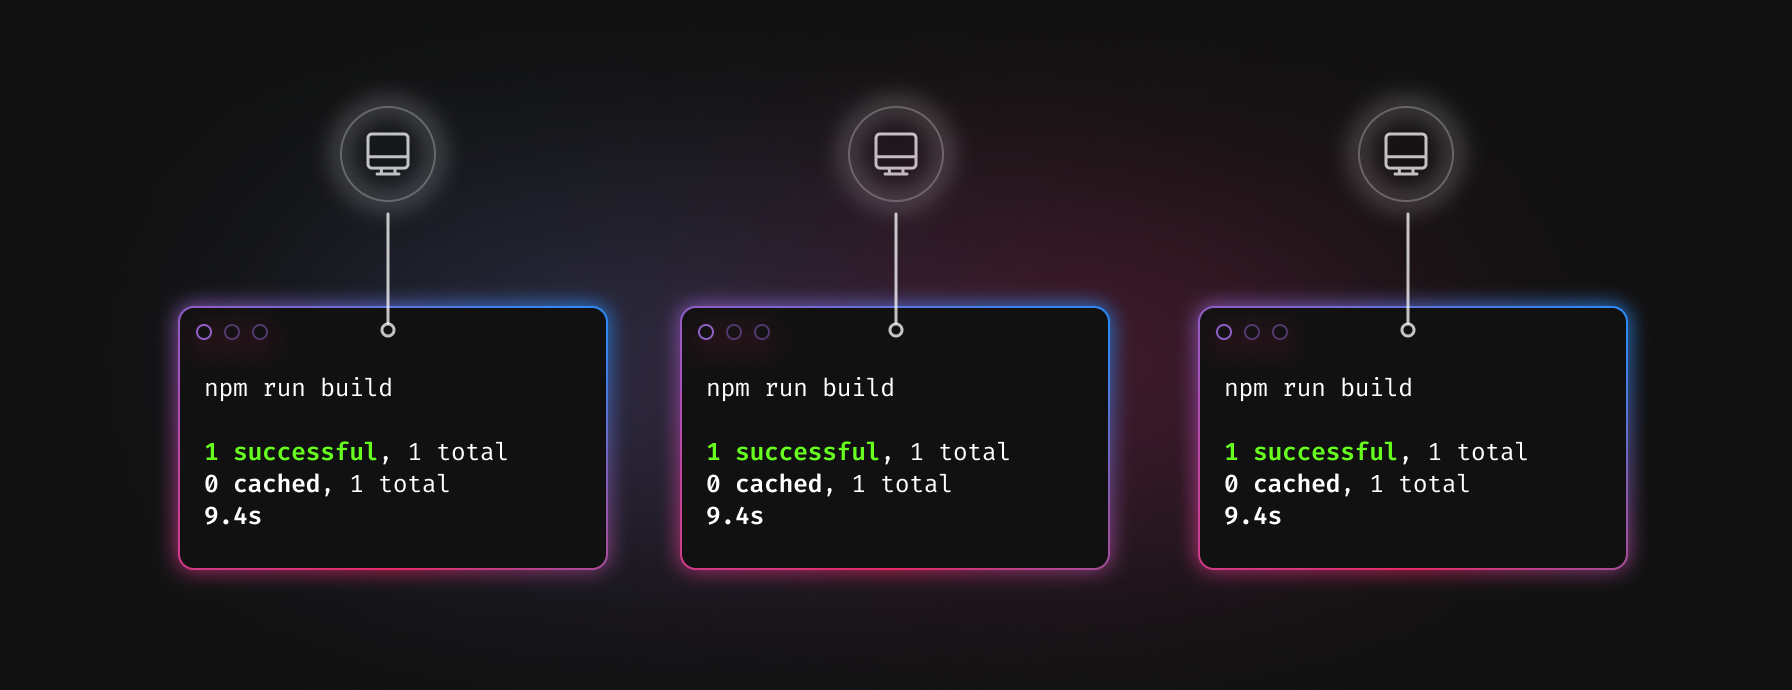 npm run build
1 successful, 1 total
0 cached, 1 total
9.4s
npm run build
1 successful, 1 total
0 cached, 1 total
9.4s
npm run build
1 successful, 1 total
0 cached, 1 total
9.4s